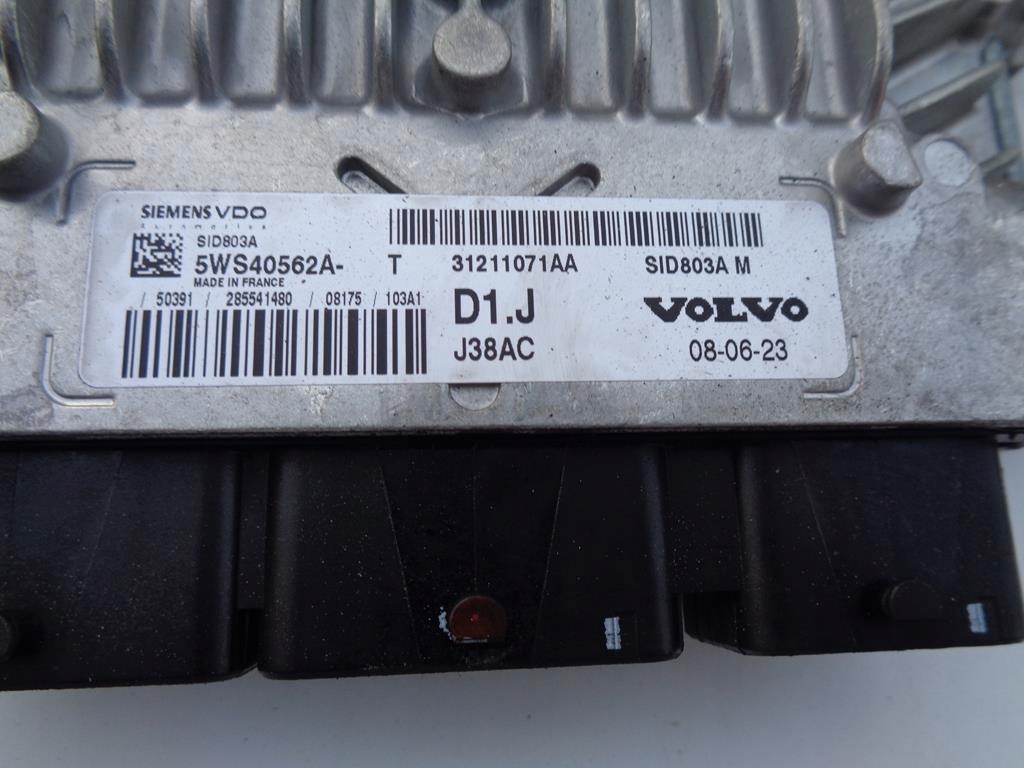 SIEMENS VDO
Automotive
SID803A
5WS40562A- T 31211071AA SID803A M
MADE IN FRANCE
/ 50391 / 285541480 / 08175 / 103A1
D1.J VOLVO
J38AC 08-06-23